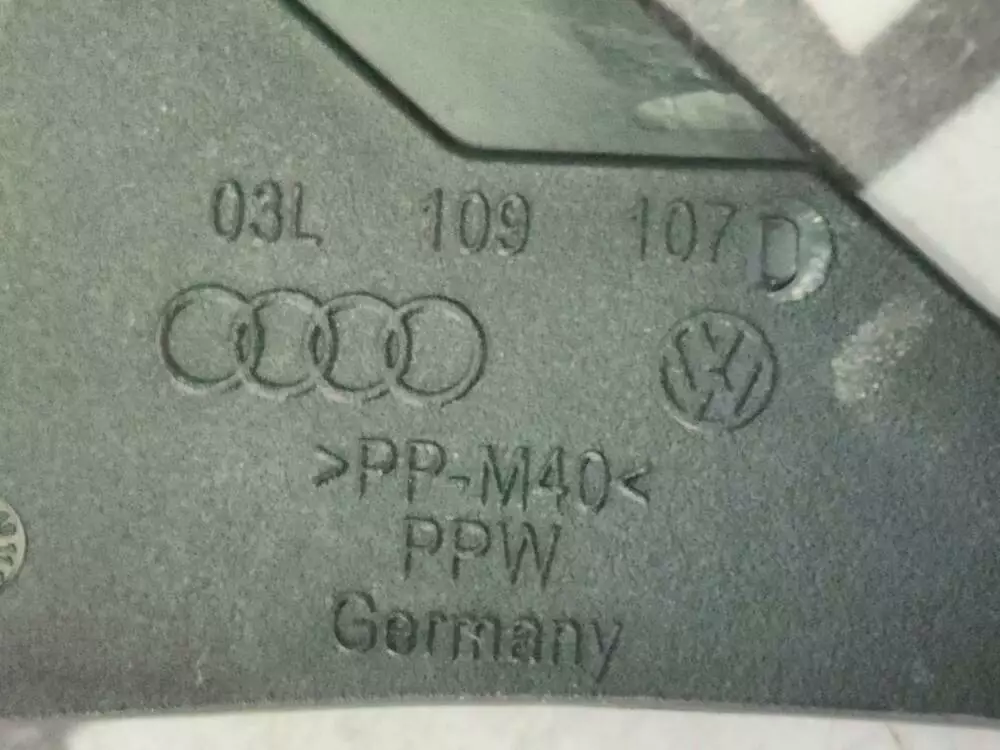 03L 109 107 D
>PP-M40<
PPW
Germany